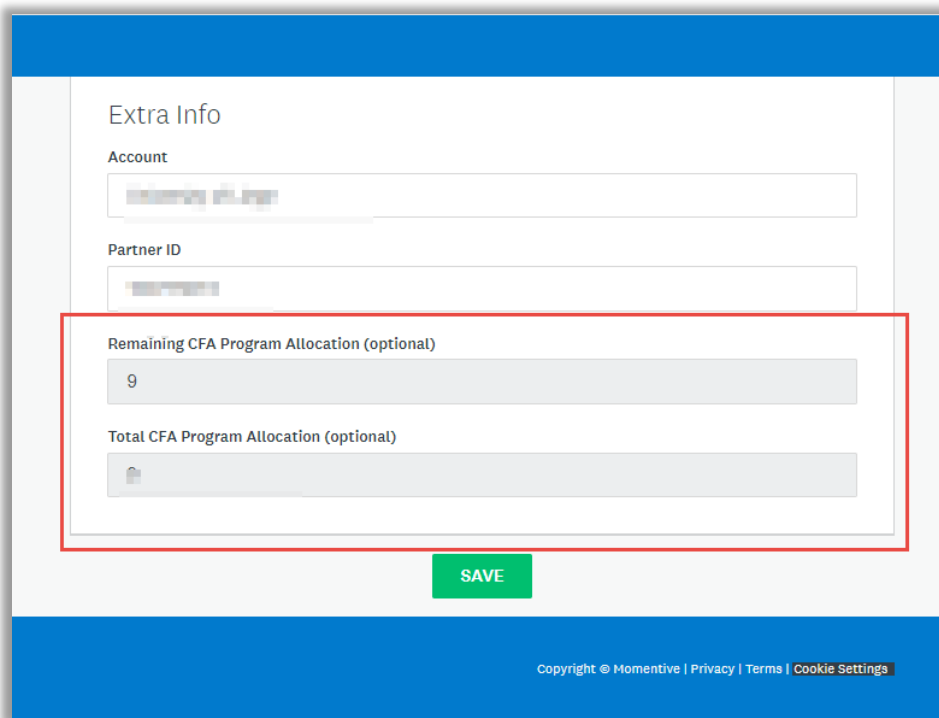 Extra Info
Account
Partner ID
Remaining CFA Program Allocation (optional)
9
Total CFA Program Allocation (optional)
SAVE
Copyright © Momentive | Privacy | Terms | Cookie Settings